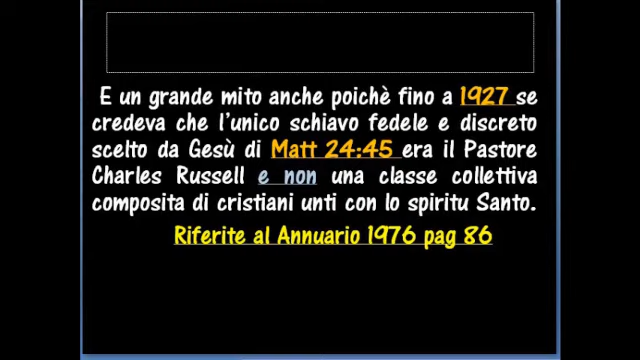 E un grande mito anche poichè fino a 1927 se
credeva che l'unico schiavo fedele e discreto
scelto da Gesù di Matt 24:45 era il Pastore
Charles Russell e non una classe collettiva
composita di cristiani unti con lo spiritu Santo.
Riferite al Annuario 1976 pag 86